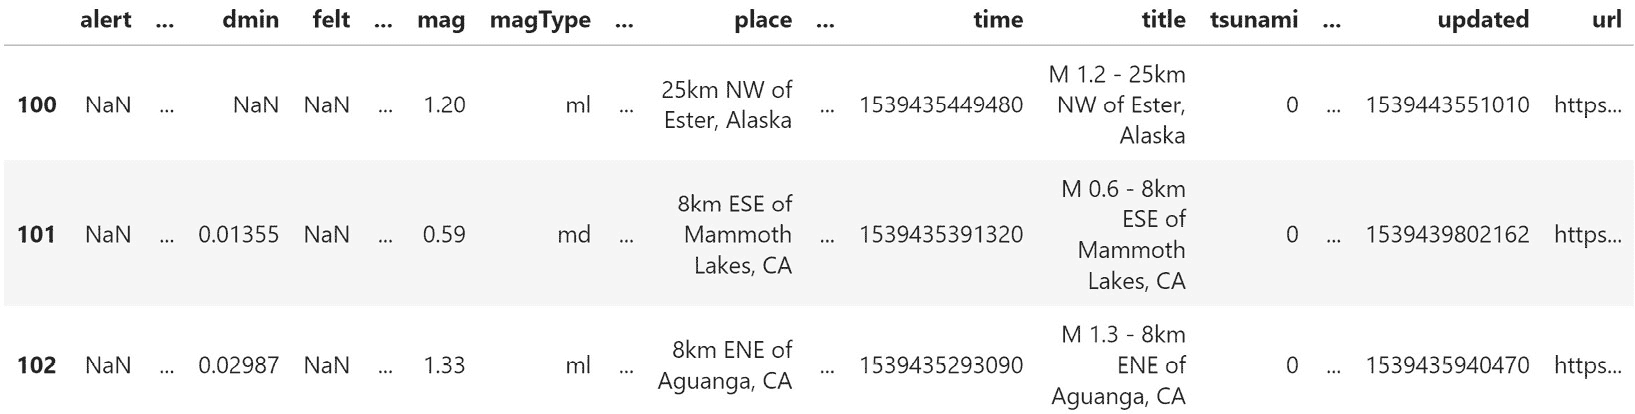 alert ... dmin felt ... mag magType ... place ... time title tsunami ... updated url
100 NaN ... NaN NaN ... 1.20 ml ... 25km NW of Ester, Alaska ... 1539435449480 M 1.2 - 25km NW of Ester, Alaska 0 ... 1539443551010 https...
101 NaN ... 0.01355 NaN ... 0.59 md ... 8km ESE of Mammoth Lakes, CA ... 1539435391320 M 0.6 - 8km ESE of Mammoth Lakes, CA 0 ... 1539439802162 https...
102 NaN ... 0.02987 NaN ... 1.33 ml ... 8km ENE of Aguanga, CA ... 1539435293090 M 1.3 - 8km ENE of Aguanga, CA 0 ... 1539435940470 https...